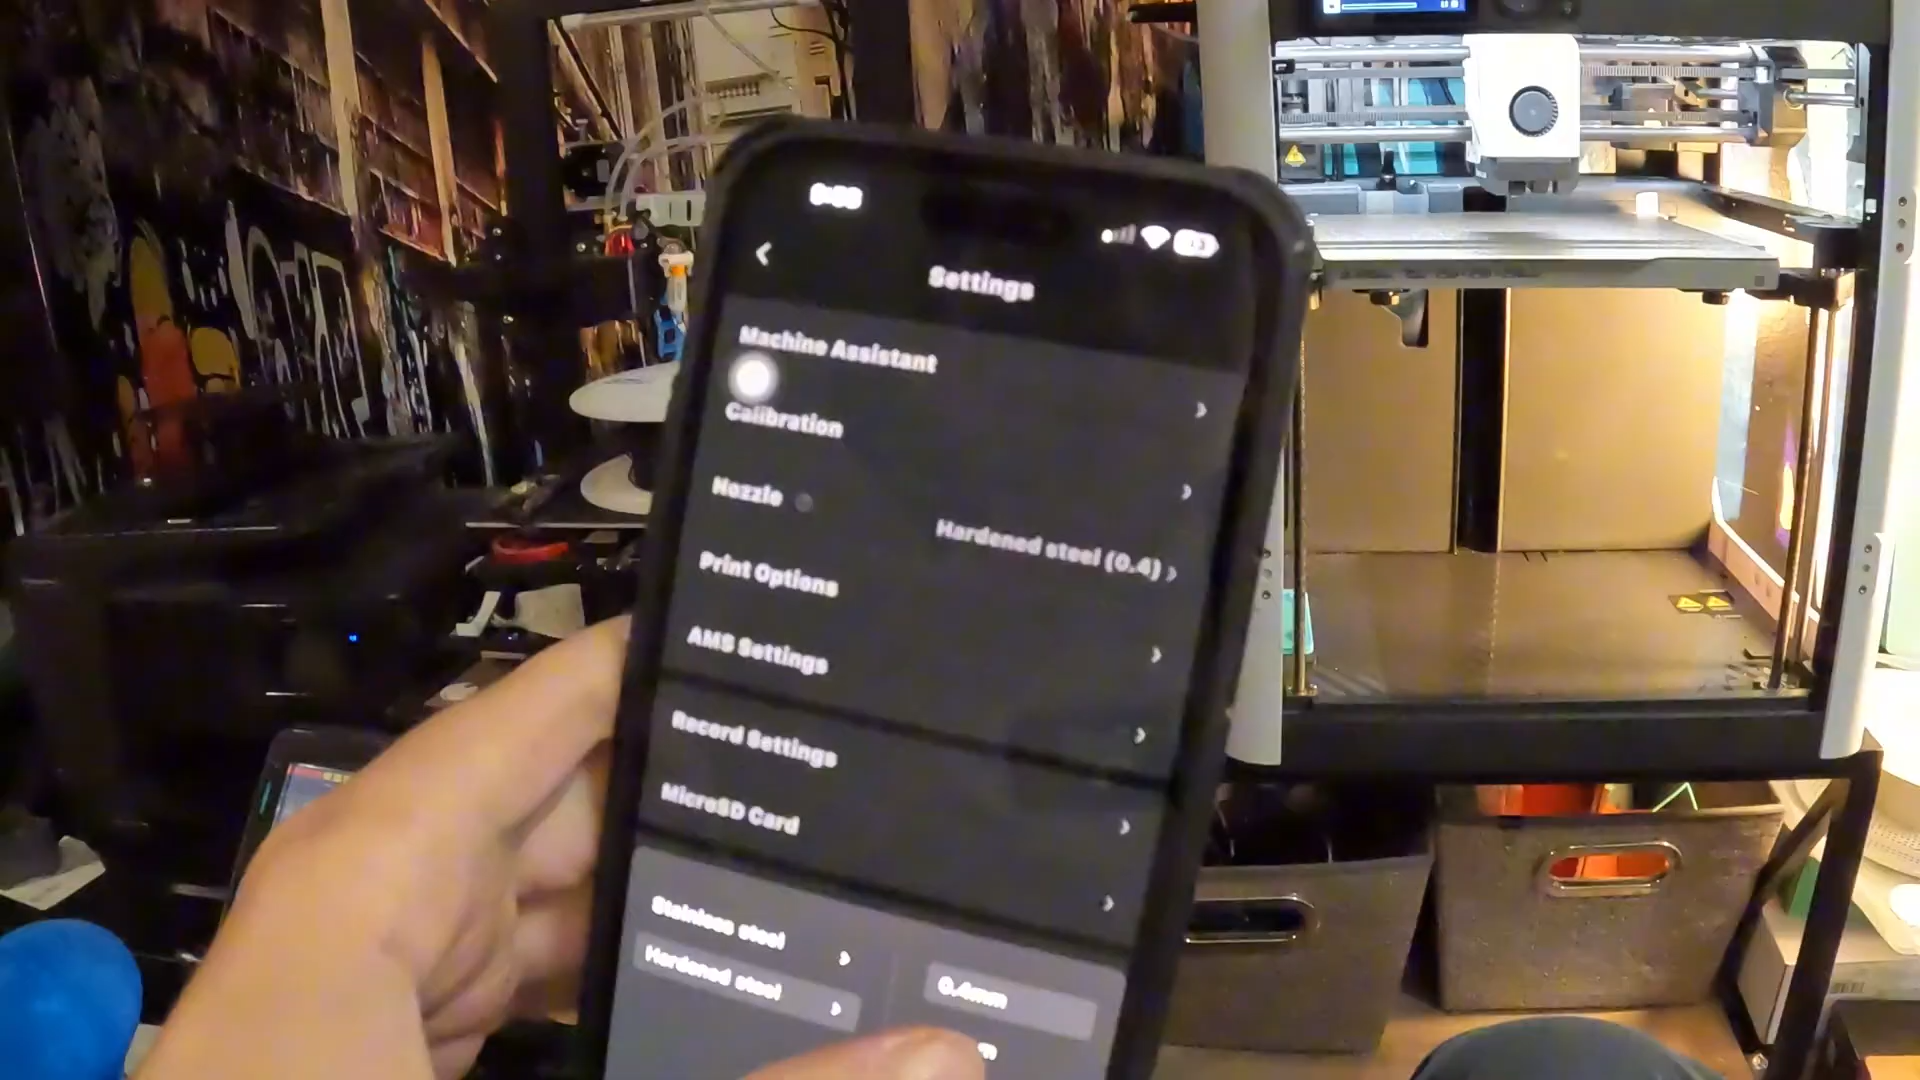 Settings
Machine Assistant
Calibration
Nozzle
Hardened steel (0.4)
Print Options
AMS Settings
Record Settings
MicroSD Card
Stainless steel
Hardened steel
0.4mm